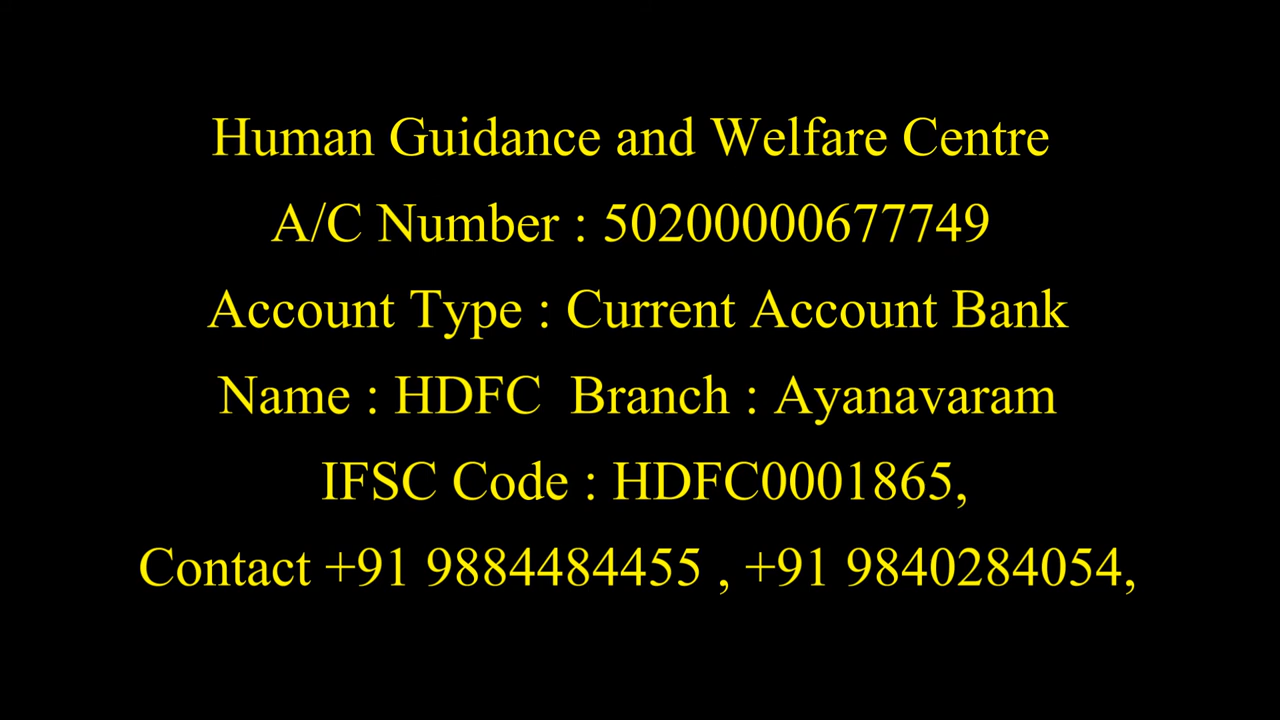 Human Guidance and Welfare Centre
A/C Number : 50200000677749
Account Type : Current Account Bank
Name : HDFC  Branch : Ayanavaram
IFSC Code : HDFC0001865,
Contact +91 9884484455 , +91 9840284054,